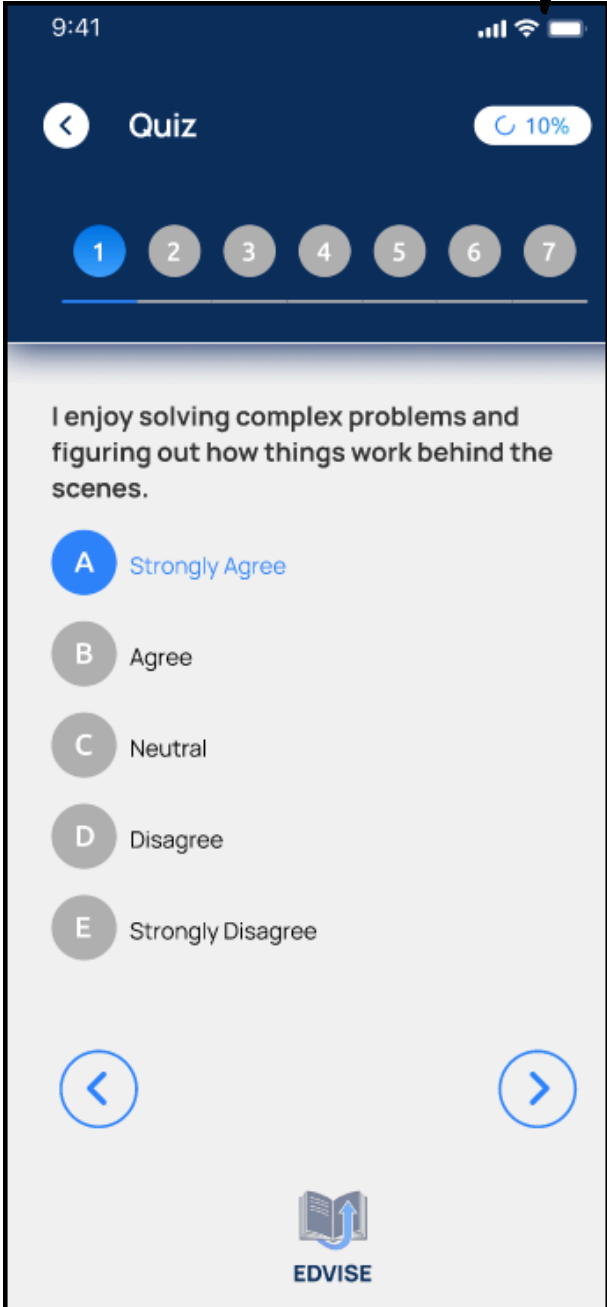 9:41
Quiz
10%
1 2 3 4 5 6 7
I enjoy solving complex problems and
figuring out how things work behind the
scenes.
A Strongly Agree
B Agree
C Neutral
D Disagree
E Strongly Disagree
EDVISE